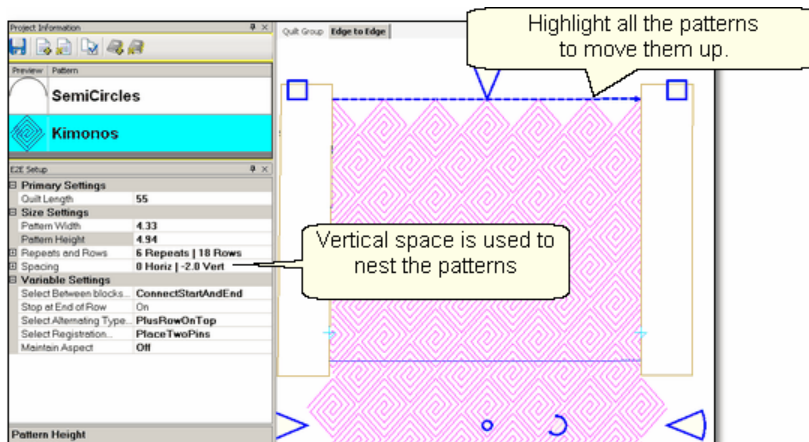 Project Information
Quilt Group Edge to Edge
Highlight all the patterns
to move them up.
Preview Pattern
SemiCircles
Kimonos
E2E Setup
Primary Settings
Quilt Length 55
Size Settings
Pattern Width 4.33
Pattern Height 4.94
Repeats and Rows 6 Repeats | 18 Rows
Spacing 0 Horiz | -2.0 Vert
Vertical space is used to
nest the patterns
Variable Settings
Select Between blocks... ConnectStartAndEnd
Stop at End of Row On
Select Alternating Type... PlusRowOnTop
Select Registration... PlaceTwoPins
Maintain Aspect Off
Pattern Height